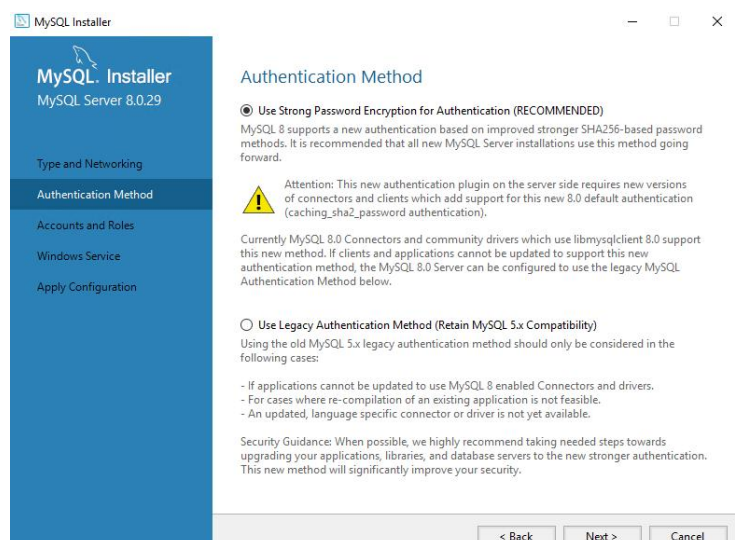 MySQL Installer
MySQL. Installer
MySQL Server 8.0.29
Type and Networking
Authentication Method
Accounts and Roles
Windows Service
Apply Configuration
Authentication Method
Use Strong Password Encryption for Authentication (RECOMMENDED)
MySQL 8 supports a new authentication based on improved stronger SHA256-based password
methods. It is recommended that all new MySQL Server installations use this method going
forward.
Attention: This new authentication plugin on the server side requires new versions
of connectors and clients which add support for this new 8.0 default authentication
(caching_sha2_password authentication).
Currently MySQL 8.0 Connectors and community drivers which use libmysqlclient 8.0 support
this new method. If clients and applications cannot be updated to support this new
authentication method, the MySQL 8.0 Server can be configured to use the legacy MySQL
Authentication Method below.
Use Legacy Authentication Method (Retain MySQL 5.x Compatibility)
Using the old MySQL 5.x legacy authentication method should only be considered in the
following cases:
- If applications cannot be updated to use MySQL 8 enabled Connectors and drivers.
- For cases where re-compilation of an existing application is not feasible.
- An updated, language specific connector or driver is not yet available.
Security Guidance: When possible, we highly recommend taking needed steps towards
upgrading your applications, libraries, and database servers to the new stronger authentication.
This new method will significantly improve your security.
< Back
Next >
Cancel